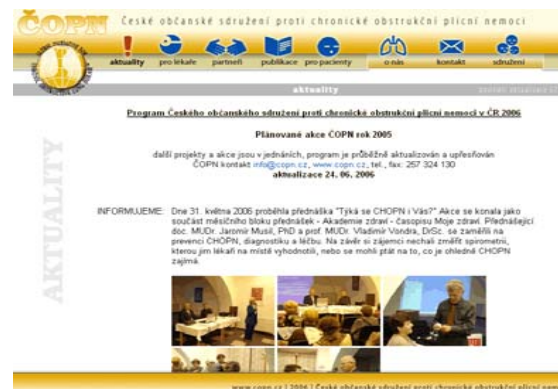 ČOPN České občanské sdružení proti chronické obstrukční plicní nemoci
aktuality pro lékaře partneři publikace pro pacienty o nás kontakt sdružení
aktuality
AKTUALITY
Program Českého občanského sdružení proti chronické obstrukční plicní nemoci v ČR 2006
Plánované akce ČOPN rok 2005
další projekty a akce jsou v jednáních, program je průběžně aktualizován a upřesňován
ČOPN kontakt info@copn.cz, www.copn.cz, tel., fax: 257 324 130
aktualizace 24. 06. 2006
INFORMUJEME: Dne 31. května 2006 proběhla přednáška "Týká se CHOPN i Vás?" Akce se konala jako
součást měsíčního bloku přednášek - Akademie zdraví - časopisu Moje zdraví. Přednášející
doc. MUDr. Jaromír Musil, PhD a prof. MUDr. Vladimír Vondra, DrSc. se zaměřili na
prevenci CHOPN, diagnostiku a léčbu. Na závěr si zájemci nechali změřit spirometrii,
kterou jim lékaři na místě vyhodnotili, nebo se mohli ptát na to, co je ohledně CHOPN
zajímá.
www.copn.cz | 2006 | České občanské sdružení proti chronické obstrukční plicní nem